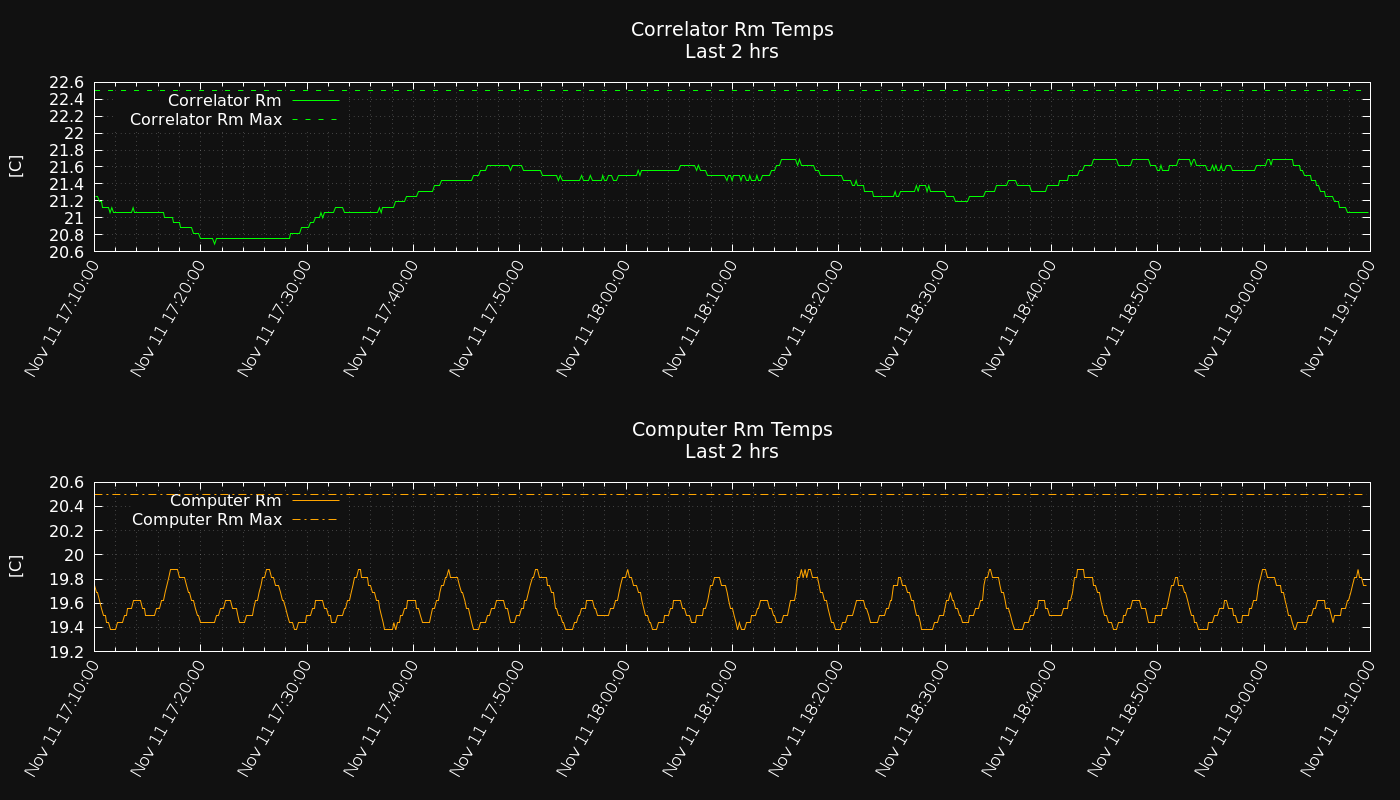 Correlator Rm Temps
Last 2 hrs
22.6
22.4
22.2
22
21.8
21.6
21.4
21.2
21
20.8
20.6
[C]
Correlator Rm
Correlator Rm Max
Nov 11 17:10:00
Nov 11 17:20:00
Nov 11 17:30:00
Nov 11 17:40:00
Nov 11 17:50:00
Nov 11 18:00:00
Nov 11 18:10:00
Nov 11 18:20:00
Nov 11 18:30:00
Nov 11 18:40:00
Nov 11 18:50:00
Nov 11 19:00:00
Nov 11 19:10:00
Computer Rm Temps
Last 2 hrs
20.6
20.4
20.2
20
19.8
19.6
19.4
19.2
[C]
Computer Rm
Computer Rm Max
Nov 11 17:10:00
Nov 11 17:20:00
Nov 11 17:30:00
Nov 11 17:40:00
Nov 11 17:50:00
Nov 11 18:00:00
Nov 11 18:10:00
Nov 11 18:20:00
Nov 11 18:30:00
Nov 11 18:40:00
Nov 11 18:50:00
Nov 11 19:00:00
Nov 11 19:10:00